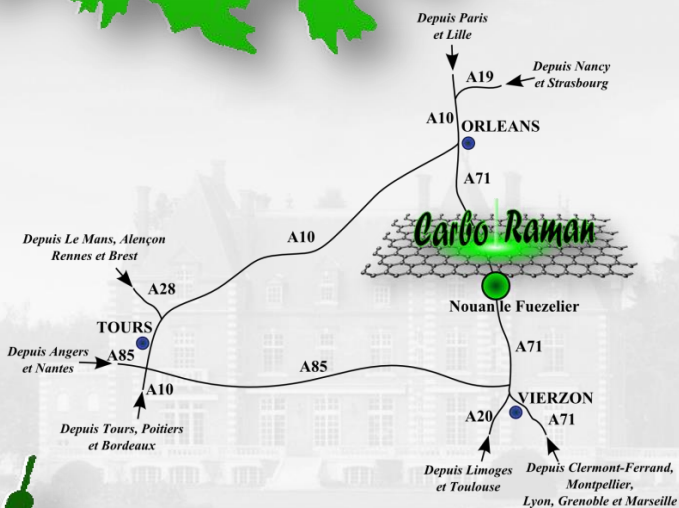 Depuis Paris
et Lille
A19
Depuis Nancy
et Strasbourg
A10
ORLEANS
A71
Carbo Raman
Depuis Le Mans, Alençon
Rennes et Brest
A10
A28
Nouan le Fuezelier
TOURS
A71
Depuis Angers
et Nantes
A85
A85
A10
VIERZON
A20
A71
Depuis Tours, Poitiers
et Bordeaux
Depuis Limoges
et Toulouse
Depuis Clermont-Ferrand,
Montpellier,
Lyon, Grenoble et Marseille